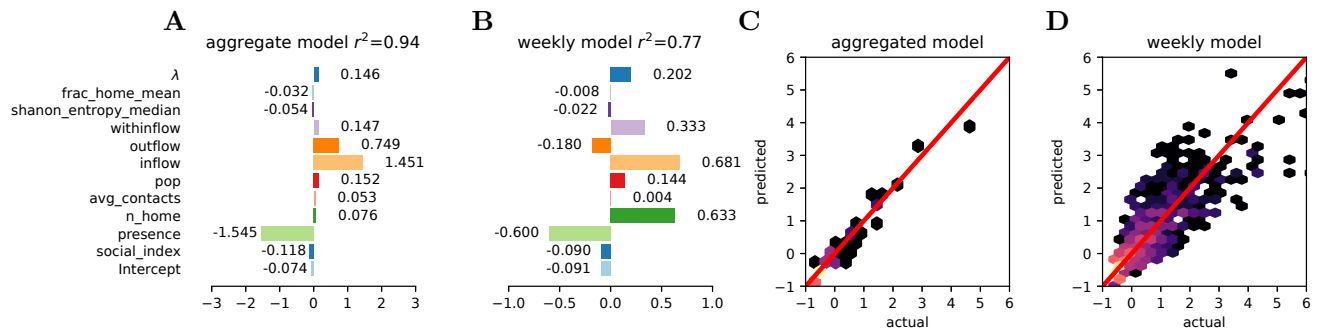 A
aggregate model r²=0.94
λ
0.146
frac_home_mean
-0.032
shanon_entropy_median
-0.054
withinflow
0.147
outflow
0.749
inflow
1.451
pop
0.152
avg_contacts
0.053
n_home
0.076
presence
-1.545
social_index
-0.118
Intercept
-0.074
−3 −2 −1 0 1 2 3
B
weekly model r²=0.77
0.202
-0.008
-0.022
0.333
-0.180
0.681
0.144
0.004
0.633
-0.600
-0.090
-0.091
−1.0 −0.5 0.0 0.5 1.0
C
aggregated model
predicted
6
5
4
3
2
1
0
−1
−1 0 1 2 3 4 5 6
actual
D
weekly model
predicted
6
5
4
3
2
1
0
−1
−1 0 1 2 3 4 5 6
actual